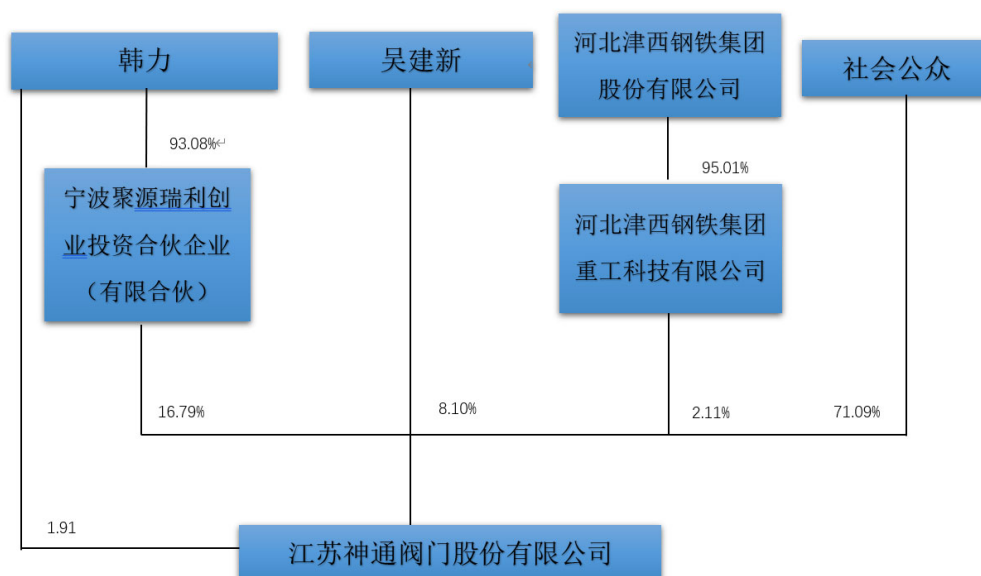 韩力
吴建新
河北津西钢铁集团
股份有限公司
社会公众
93.08%
95.01%
宁波聚源瑞利创
业投资合伙企业
（有限合伙）
河北津西钢铁集团
重工科技有限公司
16.79%
8.10%
2.11%
71.09%
1.91
江苏神通阀门股份有限公司